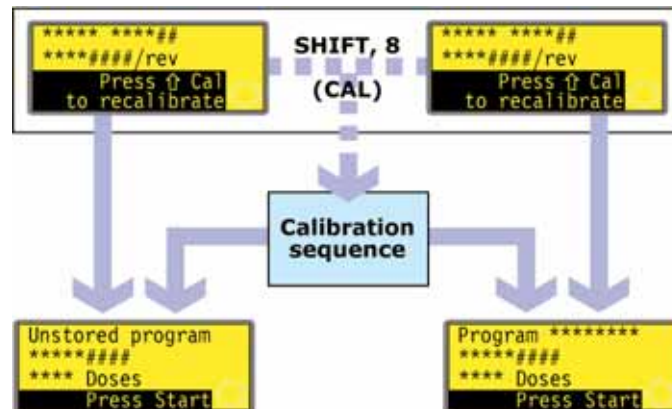 ***** ****##
****####/rev
Press ⇧ Cal
to recalibrate
SHIFT, 8
(CAL)
***** ****##
****####/rev
Press ⇧ Cal
to recalibrate
Calibration
sequence
Unstored program
*****####
**** Doses
Press Start
Program ********
*****####
**** Doses
Press Start